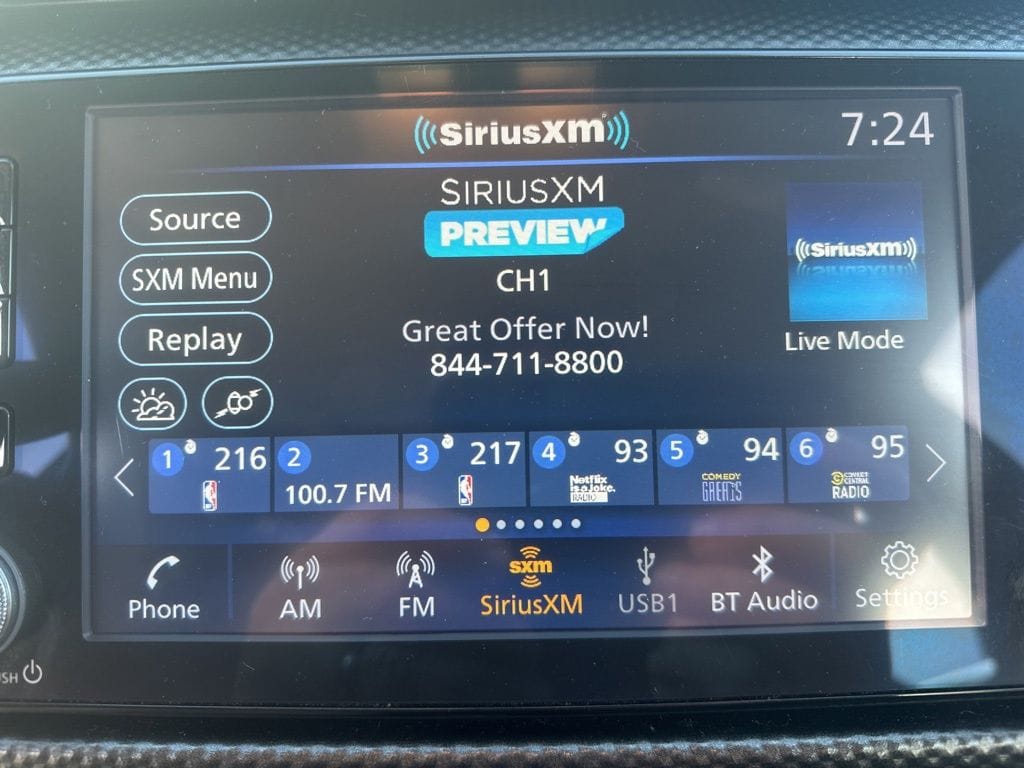 SiriusXm
7:24
SIRIUSXM
PREVIEW
CH1
Great Offer Now!
844-711-8800
Source
SXM Menu
Replay
SiriusXm
Live Mode
1 216
2
100.7 FM
3 217
4 93
Netflix
is a joke.
RADIO
5 94
COMEDY
GREATS
6 95
COMEDY
CENTRAL
RADIO
Phone
AM
FM
sxm
SiriusXM
USB1
BT Audio
Settings